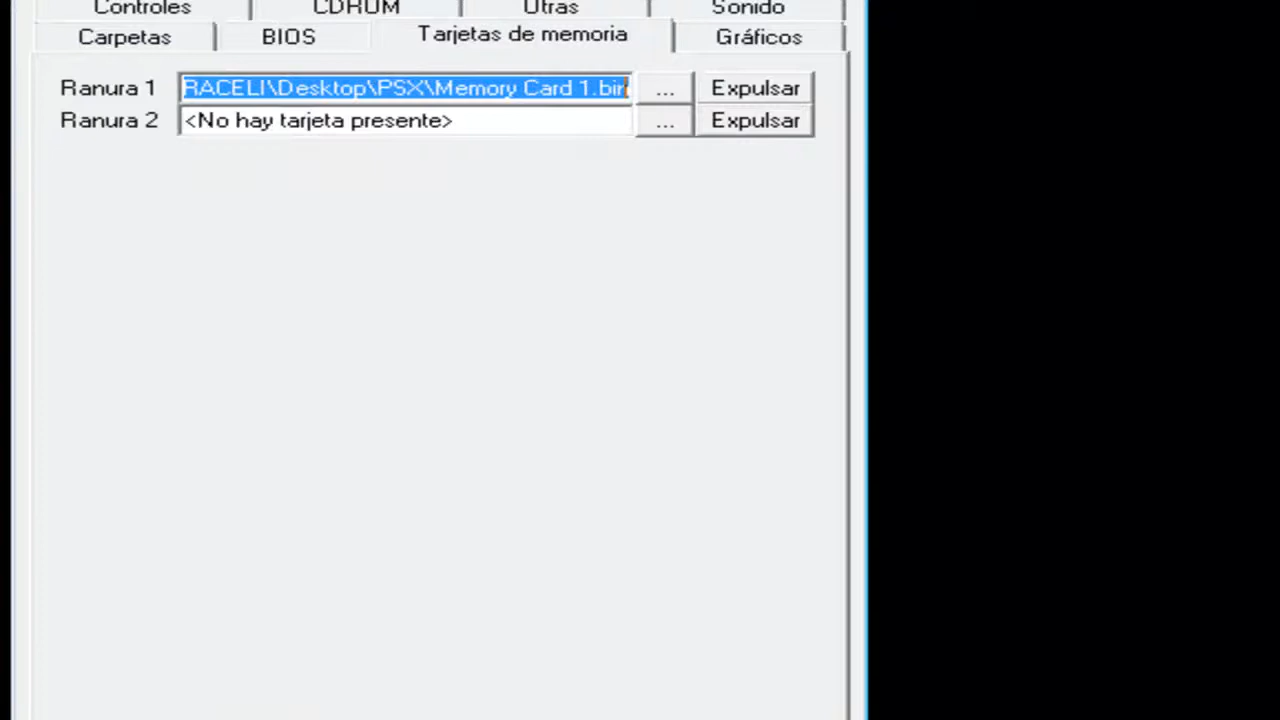 Controles CDROM Otras Sonido
Carpetas BIOS Tarjetas de memoria Gráficos
Ranura 1 RACELI\Desktop\PSX\Memory Card 1.bin ... Expulsar
Ranura 2 <No hay tarjeta presente> ... Expulsar